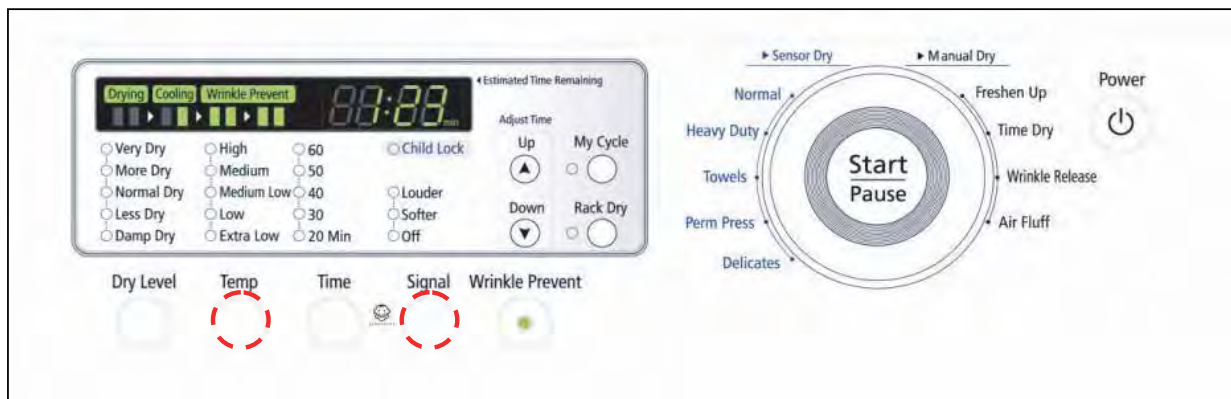 Drying Cooling Wrinkle Prevent
1:23 min
◄Estimated Time Remaining
Very Dry
More Dry
Normal Dry
Less Dry
Damp Dry
High
Medium
Medium Low
Low
Extra Low
60
50
40
30
20 Min
Child Lock
Louder
Softer
Off
Adjust Time
Up
Down
My Cycle
Rack Dry
Dry Level
Temp
Time
Signal
Wrinkle Prevent
► Sensor Dry
► Manual Dry
Normal
Heavy Duty
Towels
Perm Press
Delicates
Start
Pause
Freshen Up
Time Dry
Wrinkle Release
Air Fluff
Power